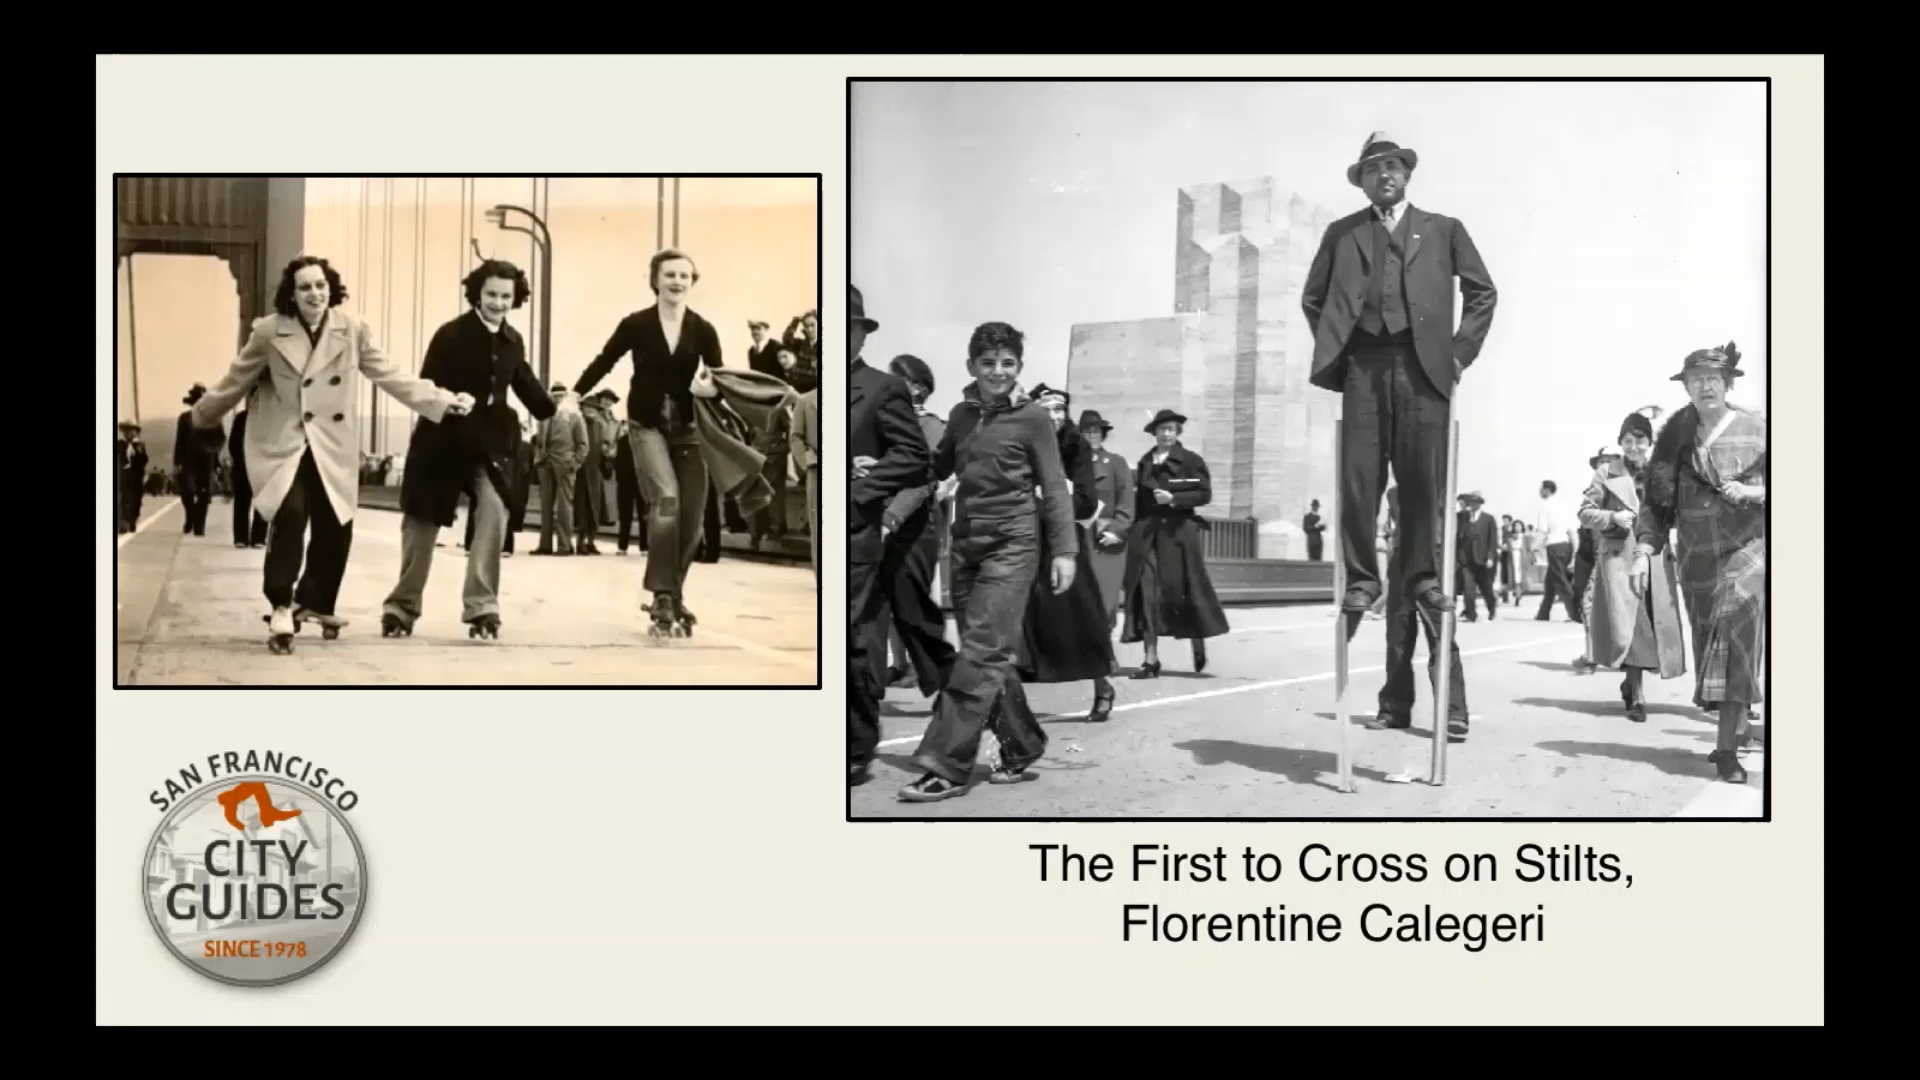 The First to Cross on Stilts,
Florentine Calegeri
SAN FRANCISCO
CITY
GUIDES
SINCE 1978